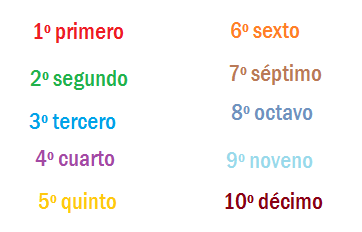 1º primero
2º segundo
3º tercero
4º cuarto
5º quinto
6º sexto
7º séptimo
8º octavo
9º noveno
10º décimo